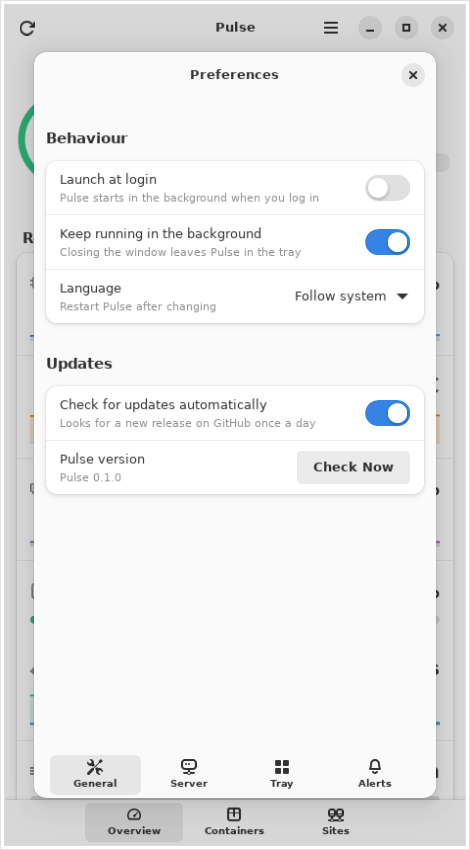 Pulse
Preferences
Behaviour
Launch at login
Pulse starts in the background when you log in
Keep running in the background
Closing the window leaves Pulse in the tray
Language
Restart Pulse after changing
Follow system
Updates
Check for updates automatically
Looks for a new release on GitHub once a day
Pulse version
Pulse 0.1.0
Check Now
General
Server
Tray
Alerts
Overview
Containers
Sites